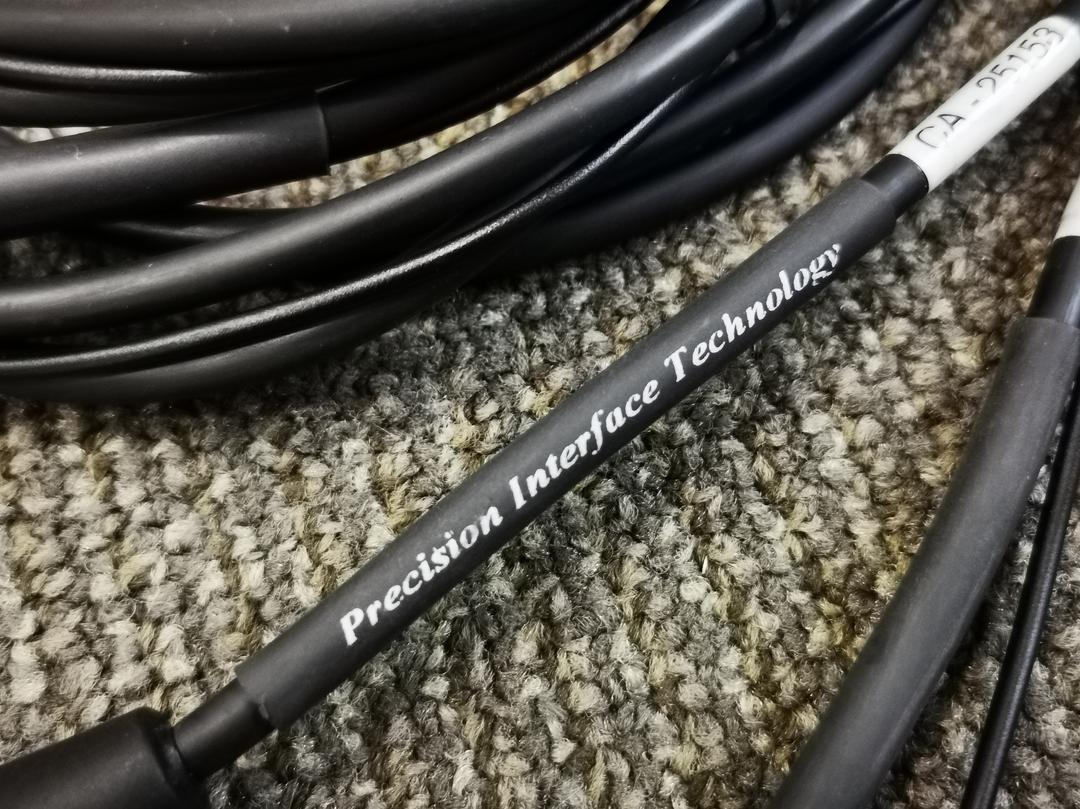 CA - 25153
Precision Interface Technology